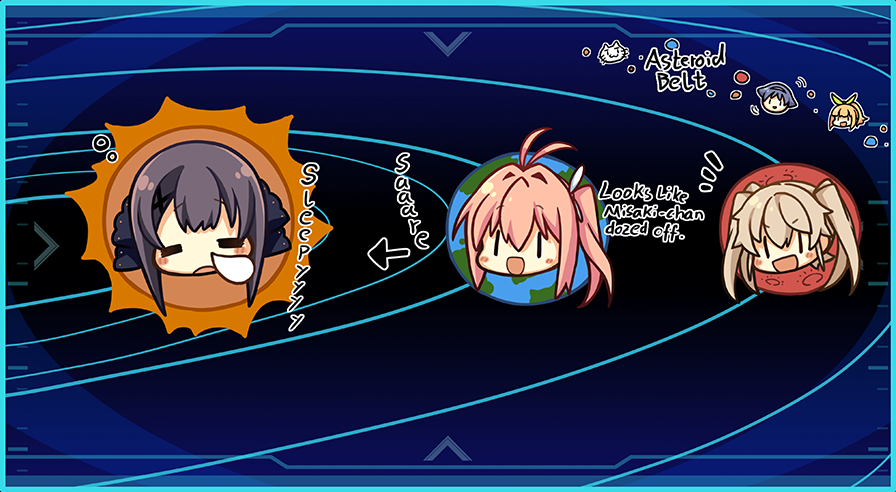 Asteroid
Belt
Sleepyyyy
Saaare
Looks Like
Misaki-chan
dozed off.